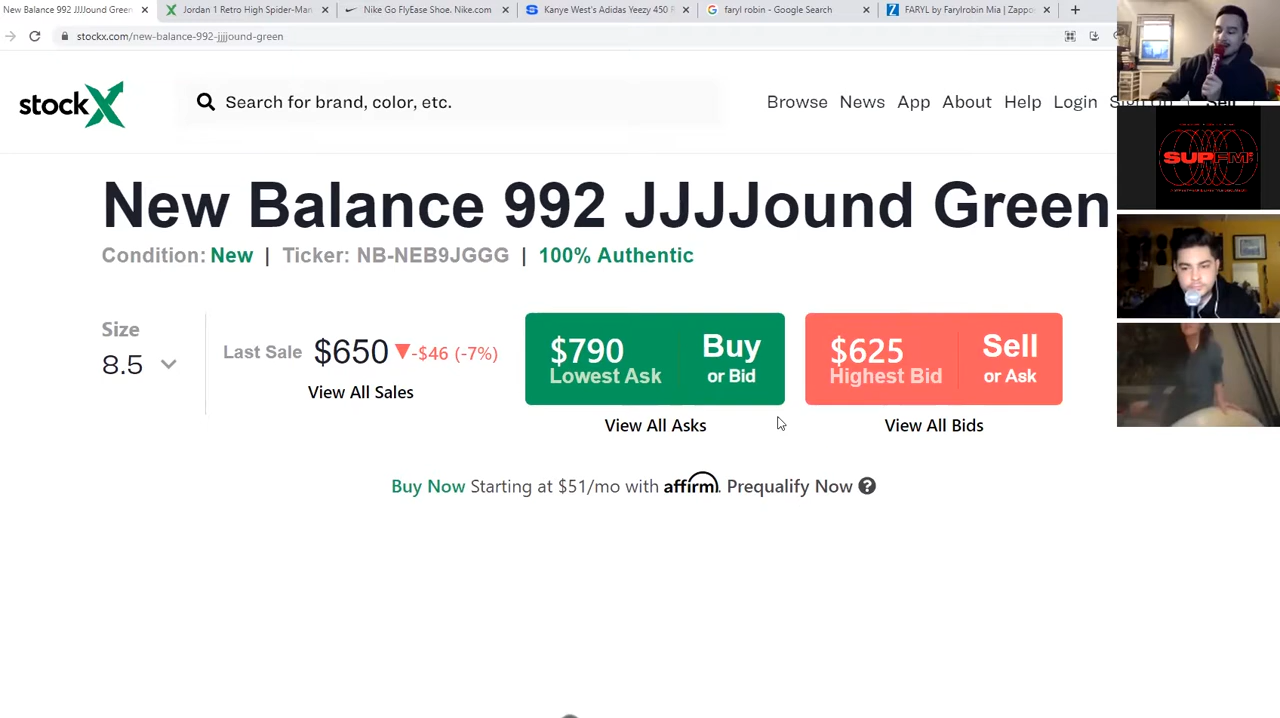 New Balance 992 JJJJound Green
Jordan 1 Retro High Spider-Man
Nike Go FlyEase Shoe. Nike.com
Kanye West's Adidas Yeezy 450 R
faryl robin - Google Search
FARYL by Farylrobin Mia | Zappo
stockx.com/new-balance-992-jjjjound-green
stockX
Search for brand, color, etc.
Browse News App About Help Login Sell
SUPFM
New Balance 992 JJJJound Green
Condition: New | Ticker: NB-NEB9JGGG | 100% Authentic
Size
8.5
Last Sale $650 ▼-$46 (-7%)
View All Sales
$790
Lowest Ask
Buy
or Bid
View All Asks
$625
Highest Bid
Sell
or Ask
View All Bids
Buy Now Starting at $51/mo with affirm. Prequalify Now ?